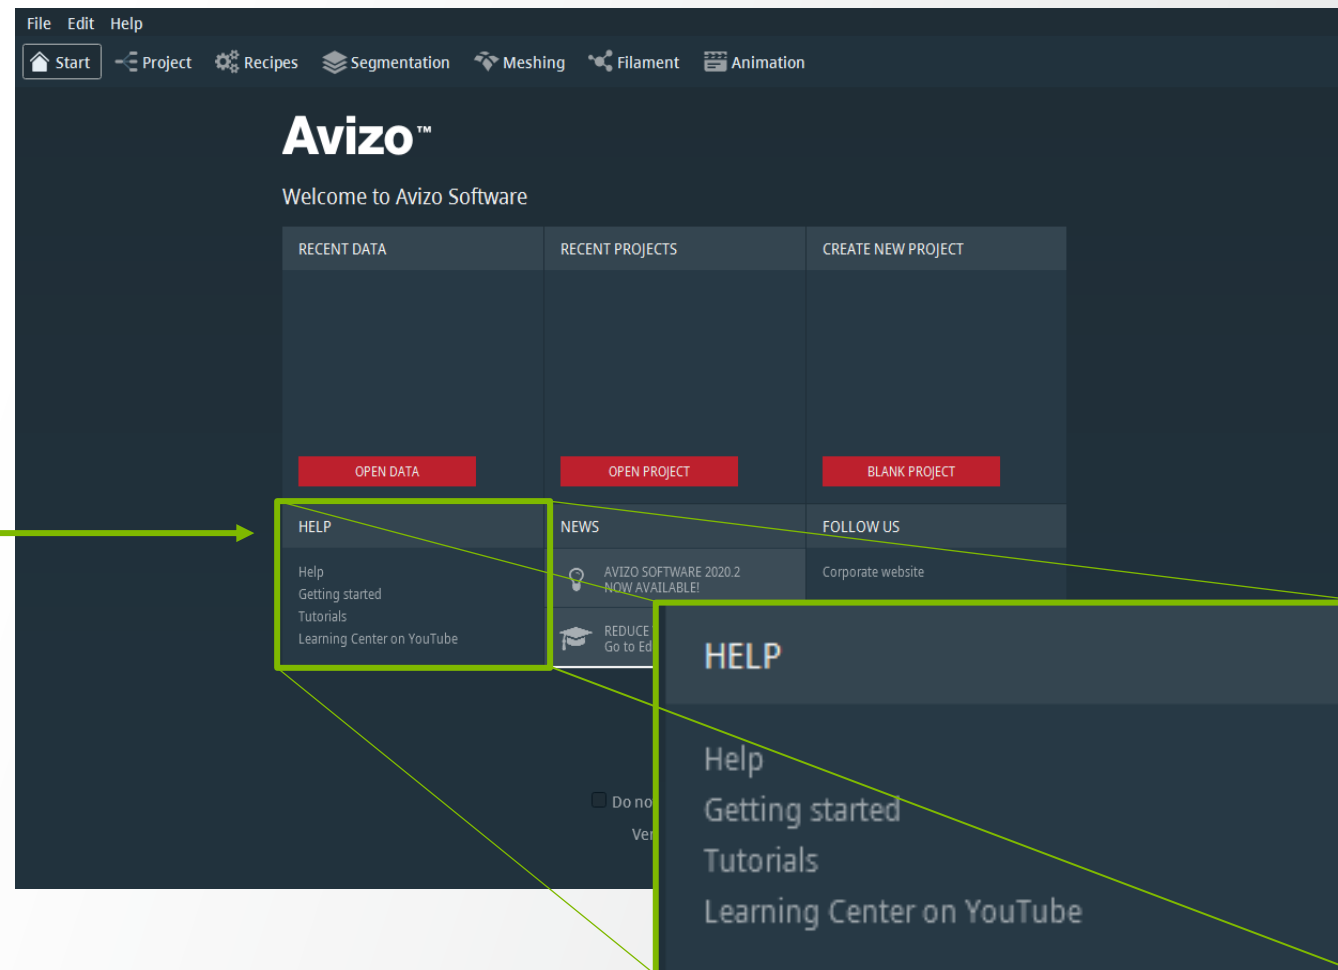 File Edit Help
Start Project Recipes Segmentation Meshing Filament Animation
Avizo™
Welcome to Avizo Software
RECENT DATA
RECENT PROJECTS
CREATE NEW PROJECT
OPEN DATA
OPEN PROJECT
BLANK PROJECT
HELP
Help
Getting started
Tutorials
Learning Center on YouTube
NEWS
AVIZO SOFTWARE 2020.2
NOW AVAILABLE!
REDUCE
Go to
FOLLOW US
Corporate website
Do
HELP
Help
Getting started
Tutorials
Learning Center on YouTube